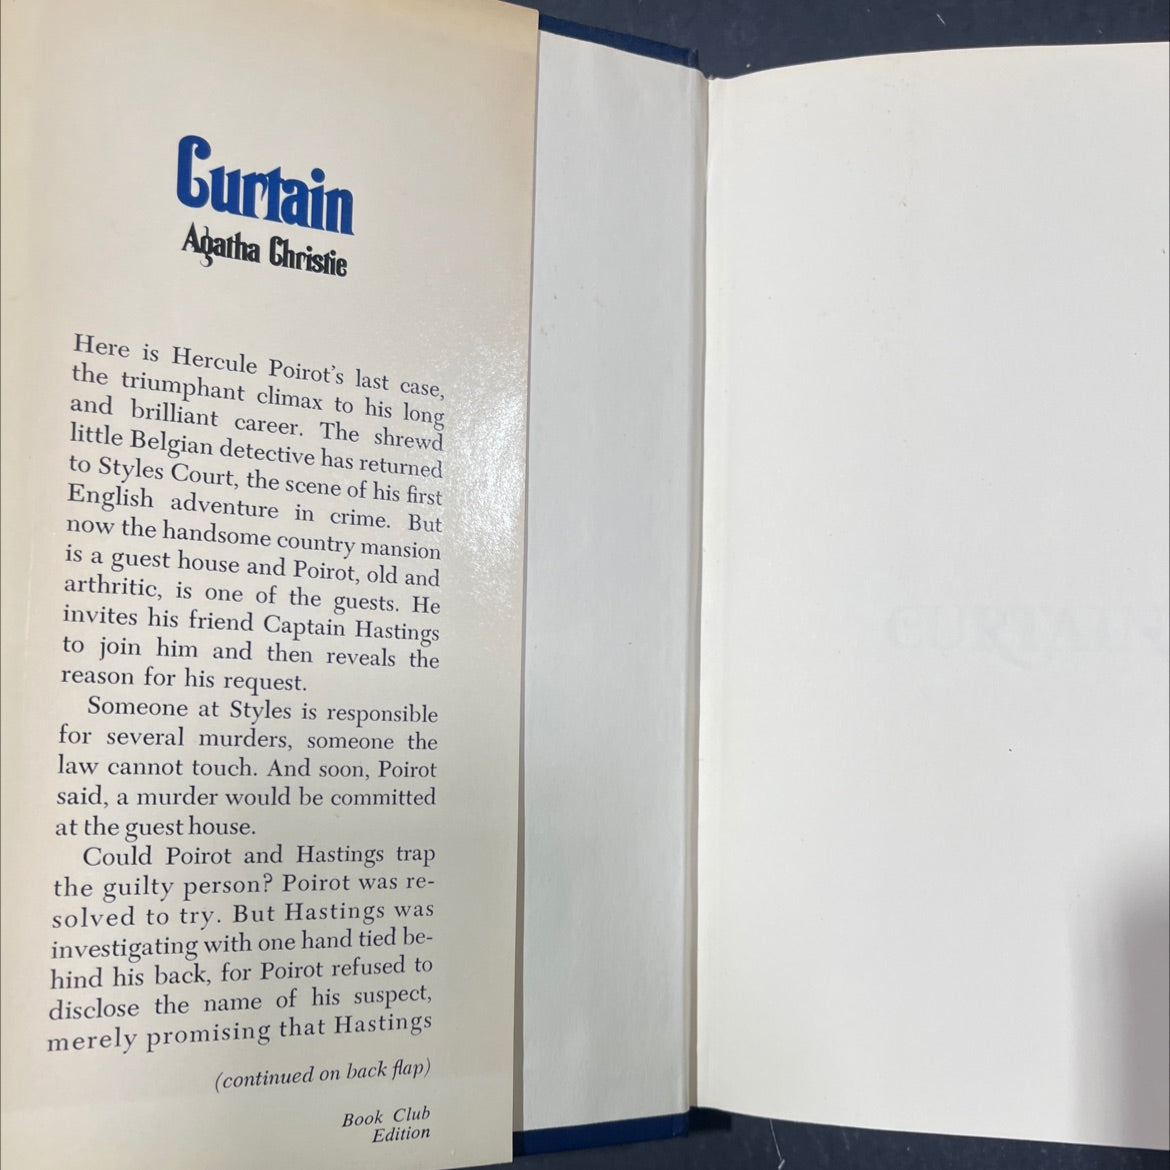 Curtain
Agatha Christie
Here is Hercule Poirot's last case,
the triumphant climax to his long
and brilliant career. The shrewd
little Belgian detective has returned
to Styles Court, the scene of his first
English adventure in crime. But
now the handsome country mansion
is a guest house and Poirot, old and
arthritic, is one of the guests. He
invites his friend Captain Hastings
to join him and then reveals the
reason for his request.
Someone at Styles is responsible
for several murders, someone the
law cannot touch. And soon, Poirot
said, a murder would be committed
at the guest house.
Could Poirot and Hastings trap
the guilty person? Poirot was re-
solved to try. But Hastings was
investigating with one hand tied be-
hind his back, for Poirot refused to
disclose the name of his suspect,
merely promising that Hastings
(continued on back flap)
Book Club
Edition